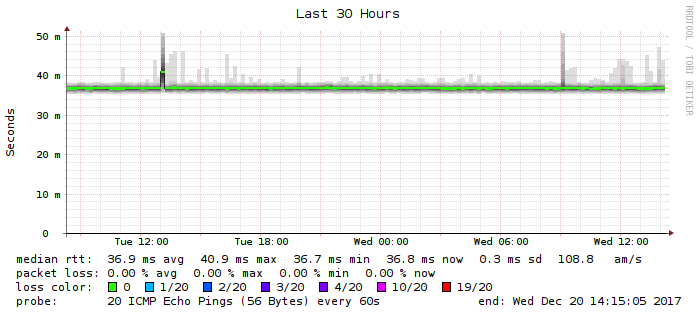 Last 30 Hours
RRDTOOL / TOBI OETIKER
Seconds
50 m
40 m
30 m
20 m
10 m
0
Tue 12:00 Tue 18:00 Wed 00:00 Wed 06:00 Wed 12:00
median rtt: 36.9 ms avg 40.9 ms max 36.7 ms min 36.8 ms now 0.3 ms sd 108.8 am/s
packet loss: 0.00 % avg 0.00 % max 0.00 % min 0.00 % now
loss color: 0 1/20 2/20 3/20 4/20 10/20 19/20
probe: 20 ICMP Echo Pings (56 Bytes) every 60s end: Wed Dec 20 14:15:05 2017